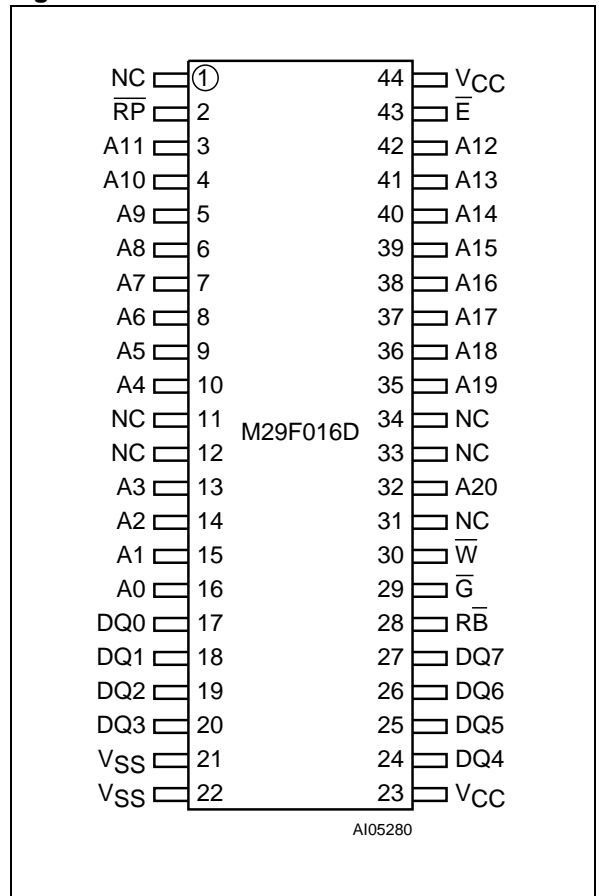 NC 1 44 VCC
R̅P̅ 2 43 E̅
A11 3 42 A12
A10 4 41 A13
A9 5 40 A14
A8 6 39 A15
A7 7 38 A16
A6 8 37 A17
A5 9 36 A18
A4 10 35 A19
NC 11 34 NC
M29F016D
NC 12 33 NC
A3 13 32 A20
A2 14 31 NC
A1 15 30 W̅
A0 16 29 G̅
DQ0 17 28 RB̅
DQ1 18 27 DQ7
DQ2 19 26 DQ6
DQ3 20 25 DQ5
VSS 21 24 DQ4
VSS 22 23 VCC
AI05280